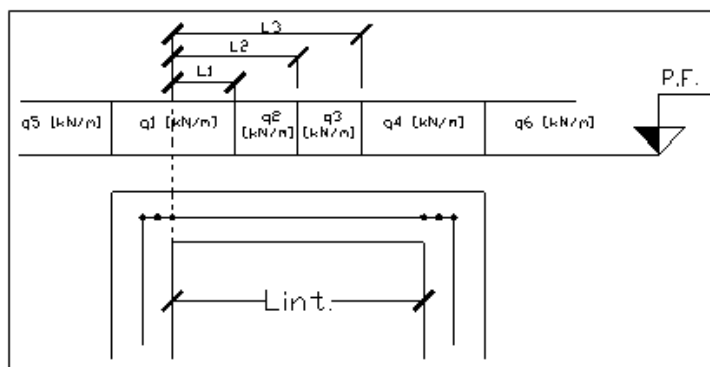 L3
L2
L1
P.F.
q5 [kN/m] q1 [kN/m] q2 [kN/m] q3 [kN/m] q4 [kN/m] q6 [kN/m]
Lint.